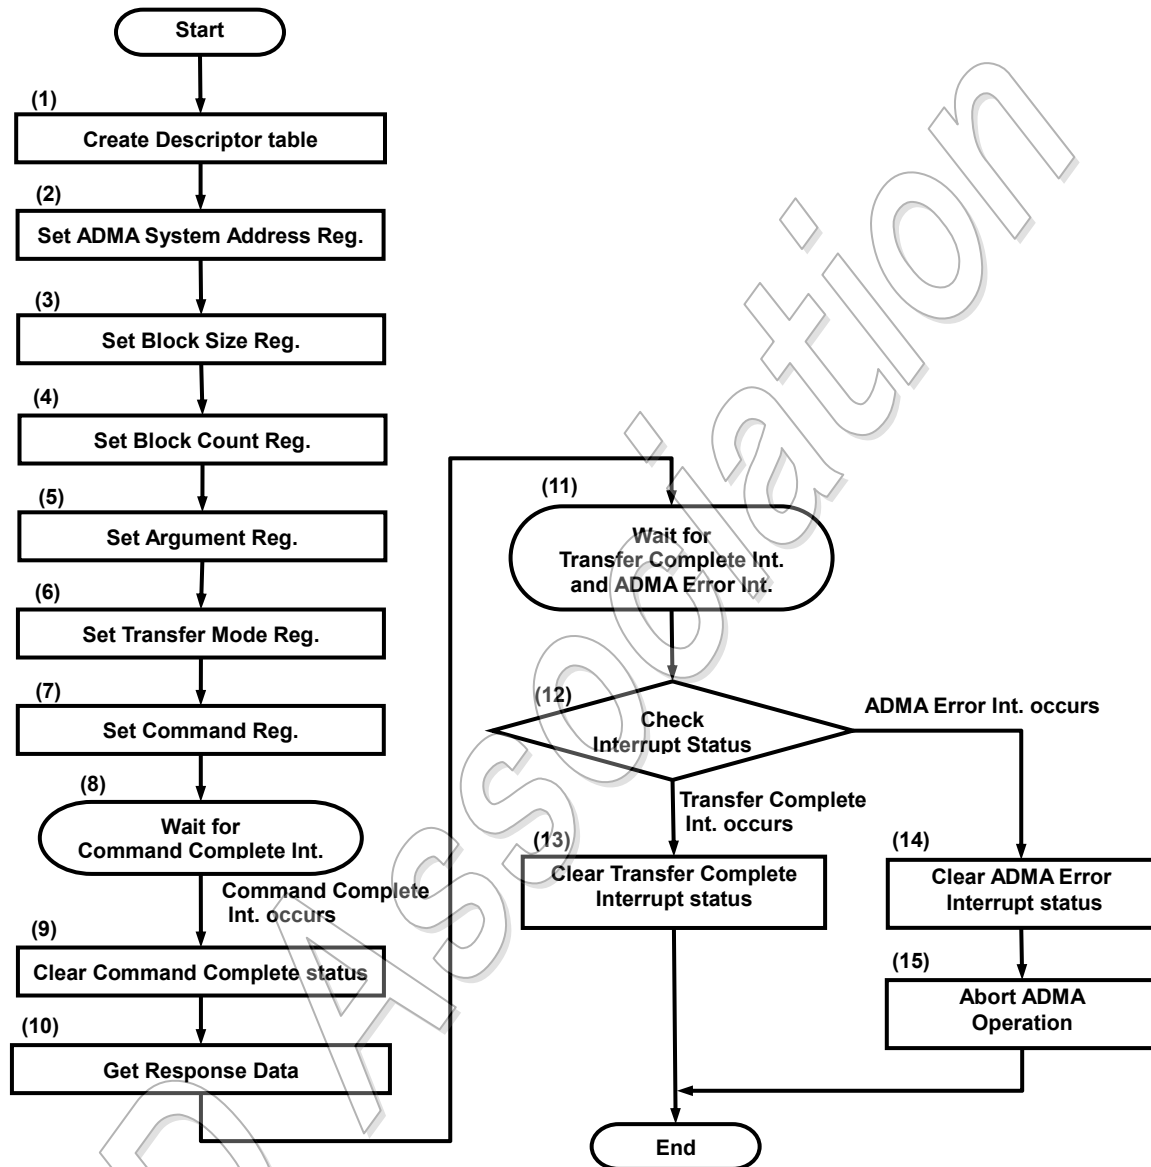 Start
(1)
Create Descriptor table
(2)
Set ADMA System Address Reg.
(3)
Set Block Size Reg.
(4)
Set Block Count Reg.
(5)
Set Argument Reg.
(6)
Set Transfer Mode Reg.
(7)
Set Command Reg.
(8)
Wait for
Command Complete Int.
Command Complete
Int. occurs
(9)
Clear Command Complete status
(10)
Get Response Data
(11)
Wait for
Transfer Complete Int.
and ADMA Error Int.
(12)
Check
Interrupt Status
ADMA Error Int. occurs
Transfer Complete
Int. occurs
(13)
Clear Transfer Complete
Interrupt status
(14)
Clear ADMA Error
Interrupt status
(15)
Abort ADMA
Operation
End
D Association